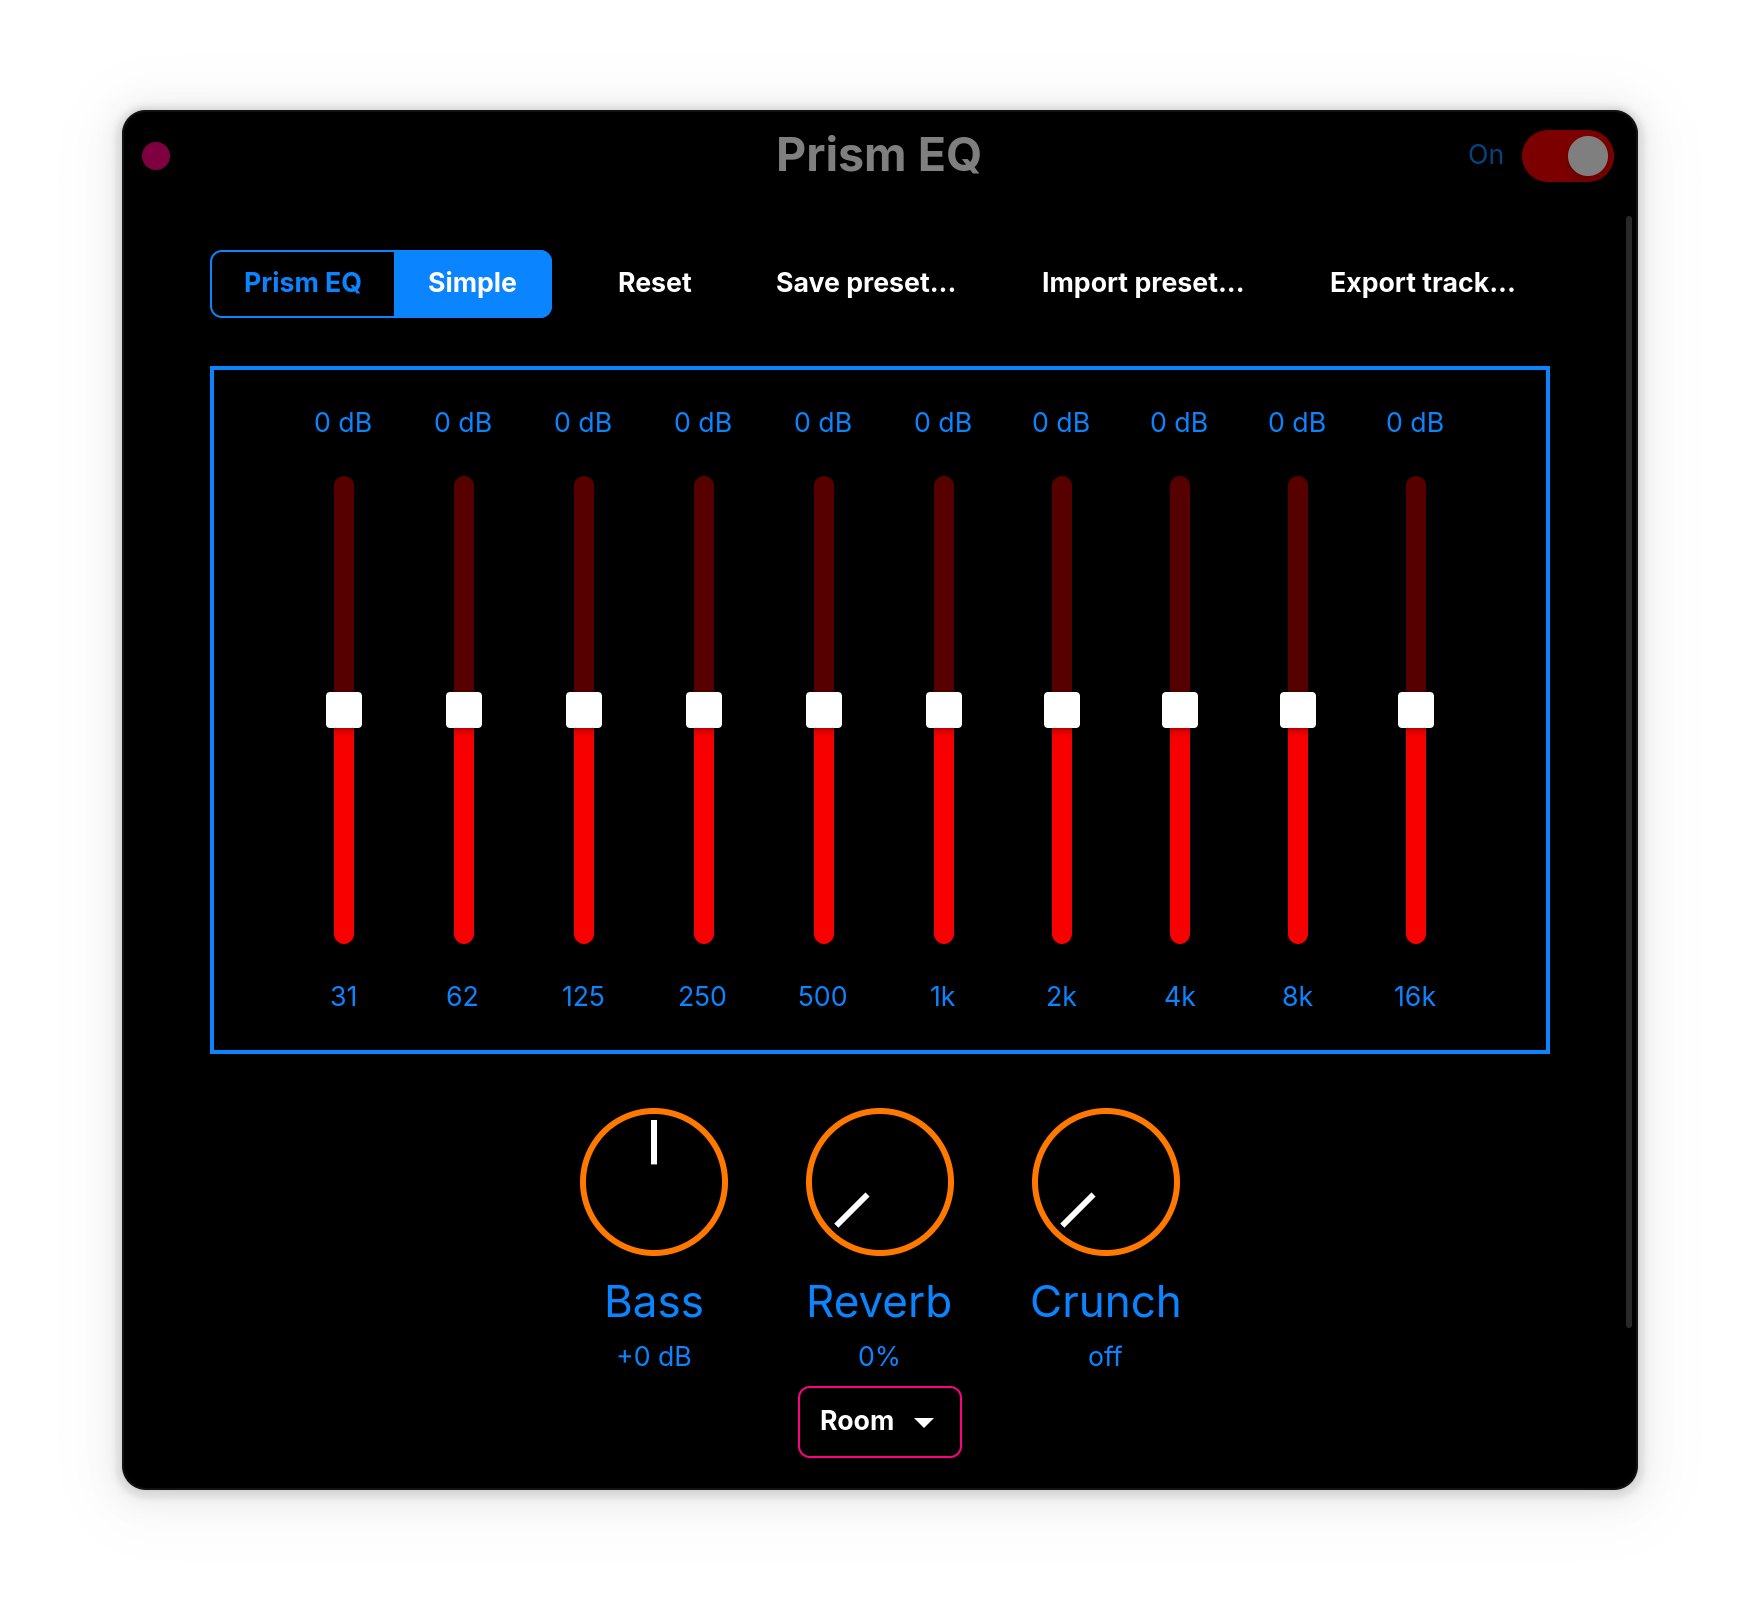 Prism EQ
On
Prism EQ Simple Reset Save preset... Import preset... Export track...
0 dB 0 dB 0 dB 0 dB 0 dB 0 dB 0 dB 0 dB 0 dB 0 dB
31 62 125 250 500 1k 2k 4k 8k 16k
Bass Reverb Crunch
+0 dB 0% off
Room